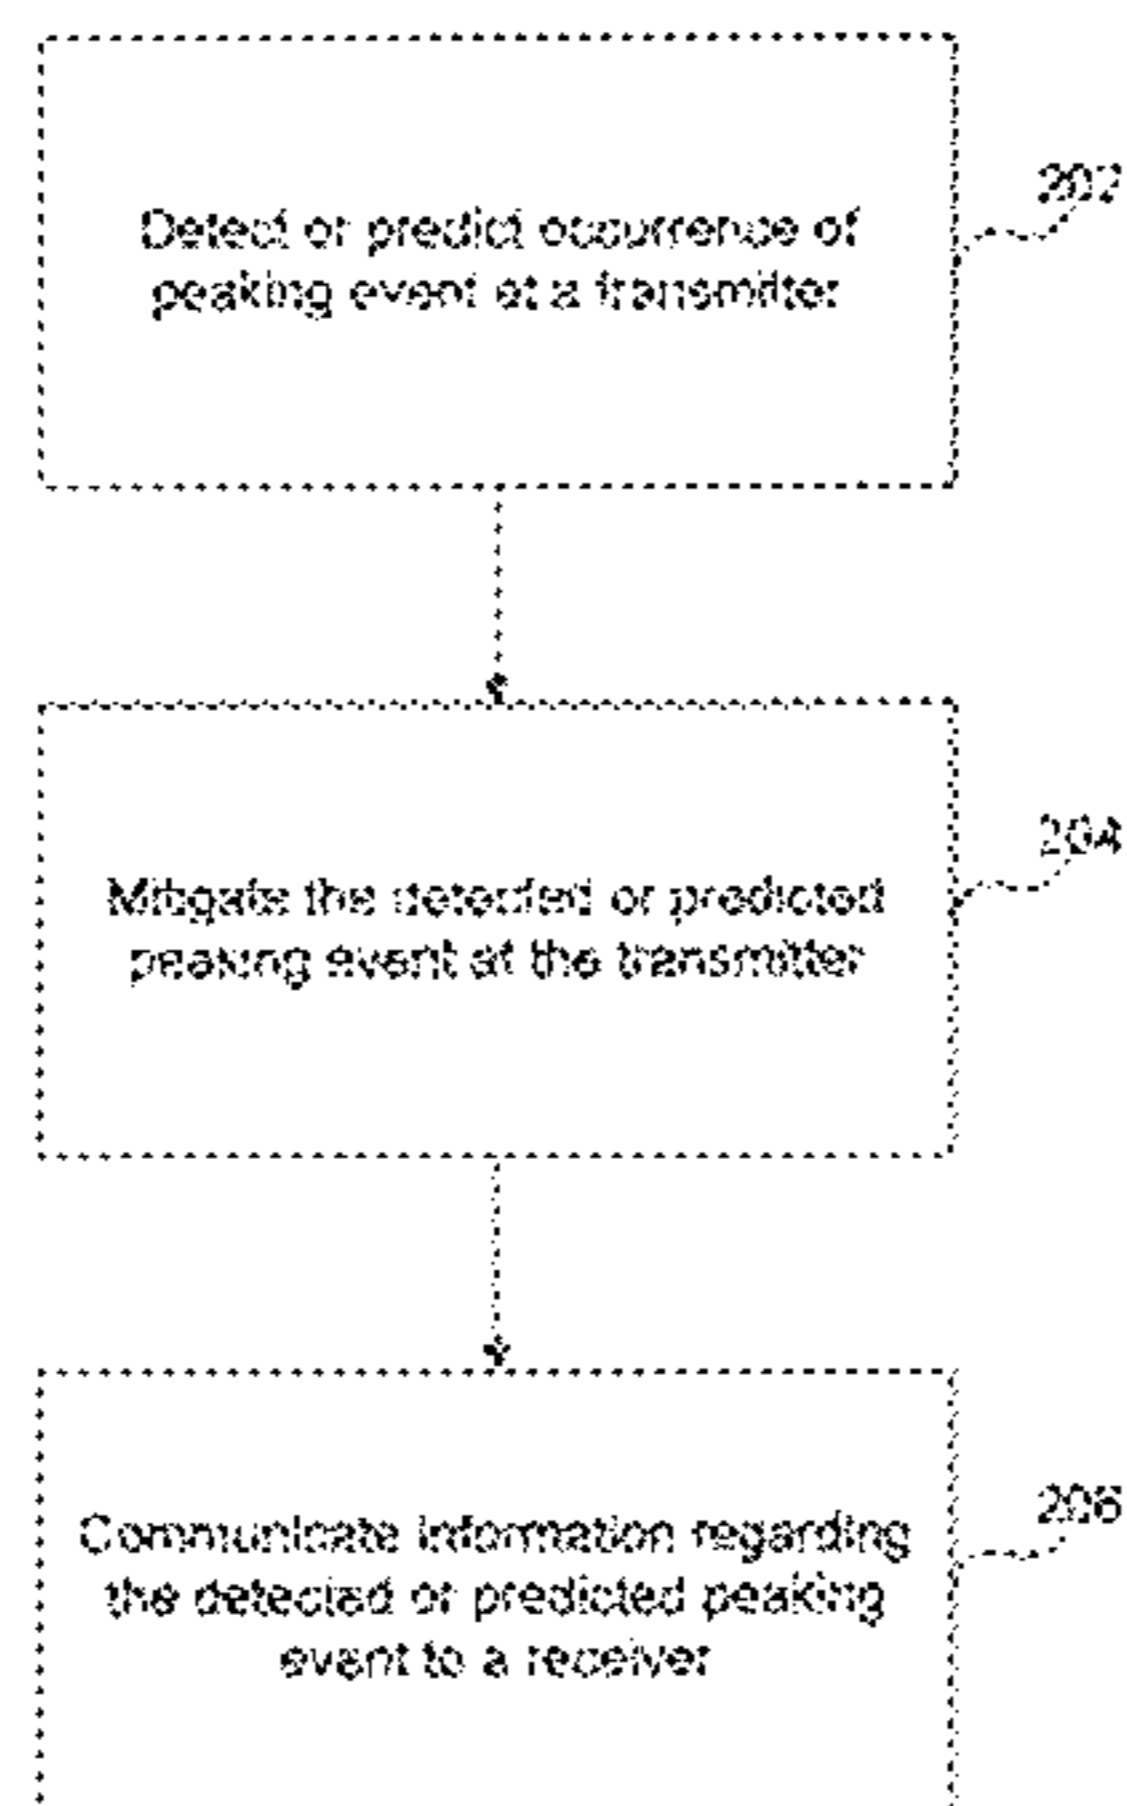 202
Detect or predict occurrence of
peaking event at a transmitter
204
Mitigate the detected or predicted
peaking event at the transmitter
206
Communicate information regarding
the detected or predicted peaking
event to a receiver